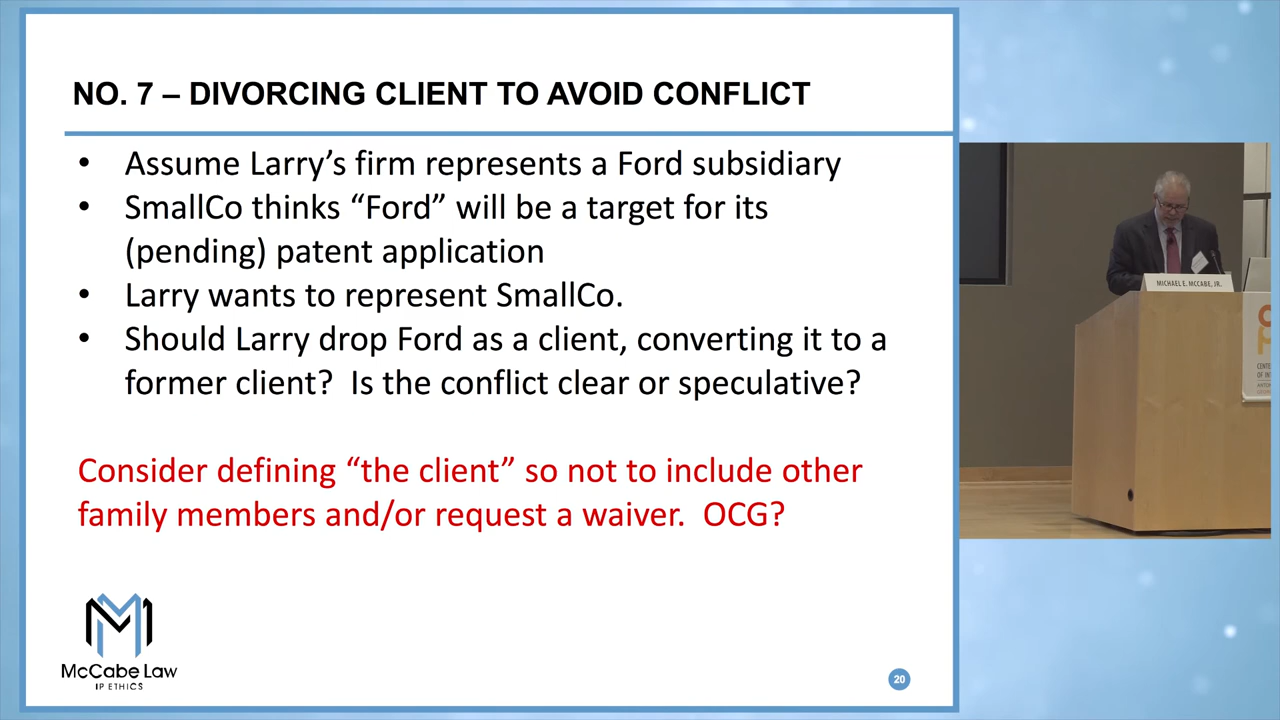 NO. 7 – DIVORCING CLIENT TO AVOID CONFLICT
• Assume Larry’s firm represents a Ford subsidiary
• SmallCo thinks “Ford” will be a target for its
(pending) patent application
• Larry wants to represent SmallCo.
• Should Larry drop Ford as a client, converting it to a
former client?  Is the conflict clear or speculative?
Consider defining “the client” so not to include other
family members and/or request a waiver.  OCG?
McCabe Law
IP ETHICS
20
MICHAEL E. MCCABE, JR.
CENTE
OF INT